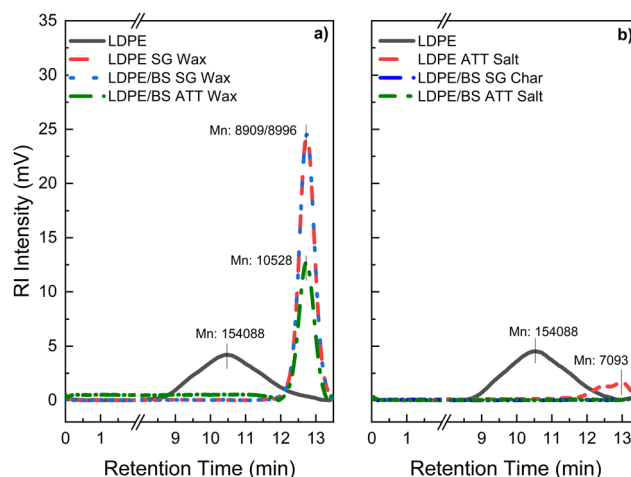 35
30
25
20
15
10
5
0
RI Intensity (mV)
a)
LDPE
LDPE SG Wax
LDPE/BS SG Wax
LDPE/BS ATT Wax
Mn: 8909/8996
Mn: 10528
Mn: 154088
0 1 9 10 11 12 13
Retention Time (min)
b)
LDPE
LDPE ATT Salt
LDPE/BS SG Char
LDPE/BS ATT Salt
Mn: 154088
Mn: 7093
0 1 9 10 11 12 13
Retention Time (min)